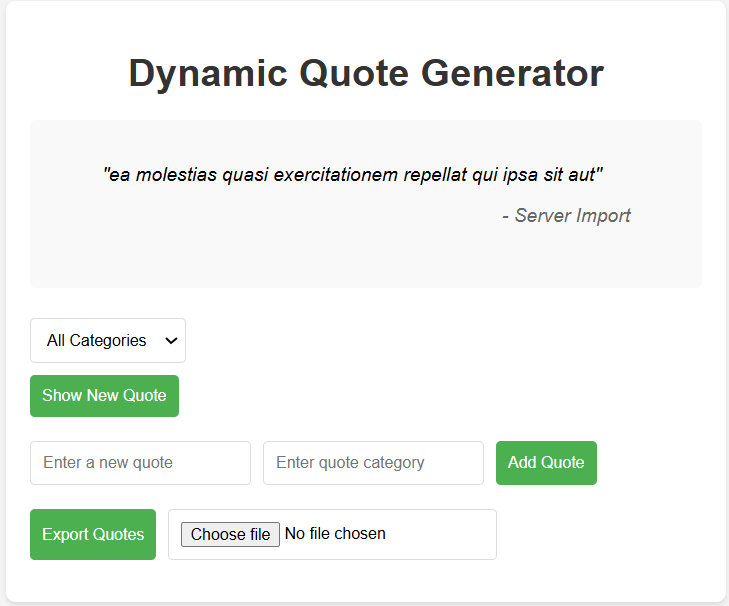 Dynamic Quote Generator
"ea molestias quasi exercitationem repellat qui ipsa sit aut"
- Server Import
All Categories
Show New Quote
Enter a new quote Enter quote category Add Quote
Export Quotes Choose file No file chosen